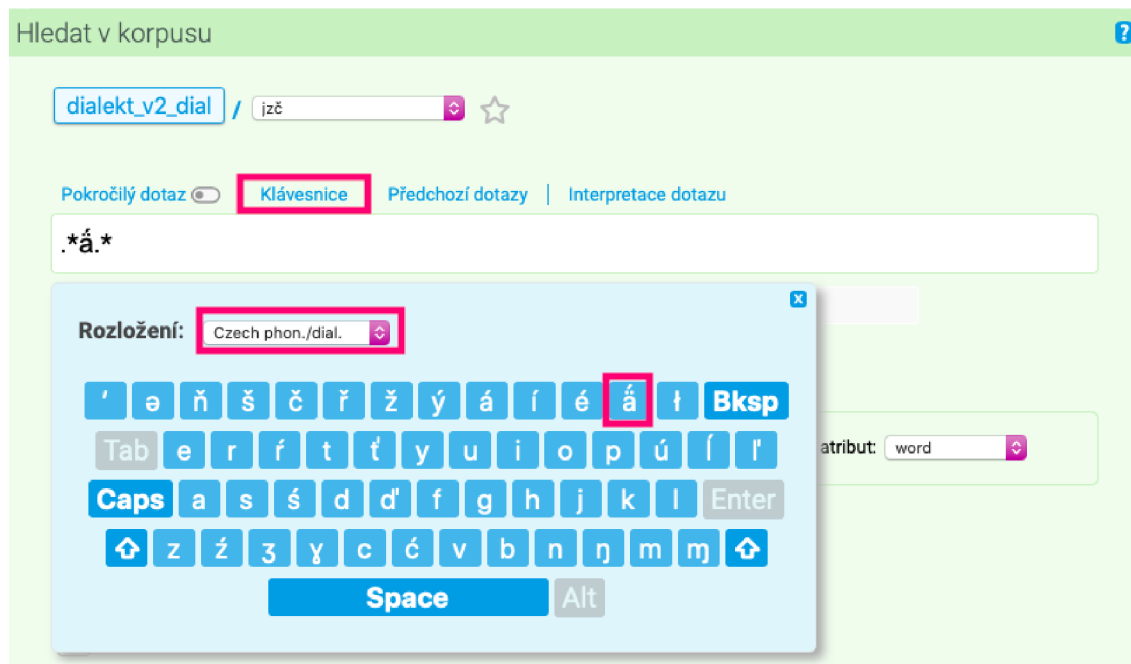 Hledat v korpusu ?
dialekt_v2_dial / jzč
Pokročilý dotaz Klávesnice Předchozí dotazy | Interpretace dotazu
.*ä́.*
x
Rozložení: Czech phon./dial.
ʼ ə ň š č ř ž ý á í é ä́ ł Bksp
Tab e r ŕ t ť y u i o p ú ĺ ľ
atribut: word
Caps a s ś d ď f g h j k l Enter
z ź ʒ ɣ c ć v b n ŋ m ɱ
Space Alt